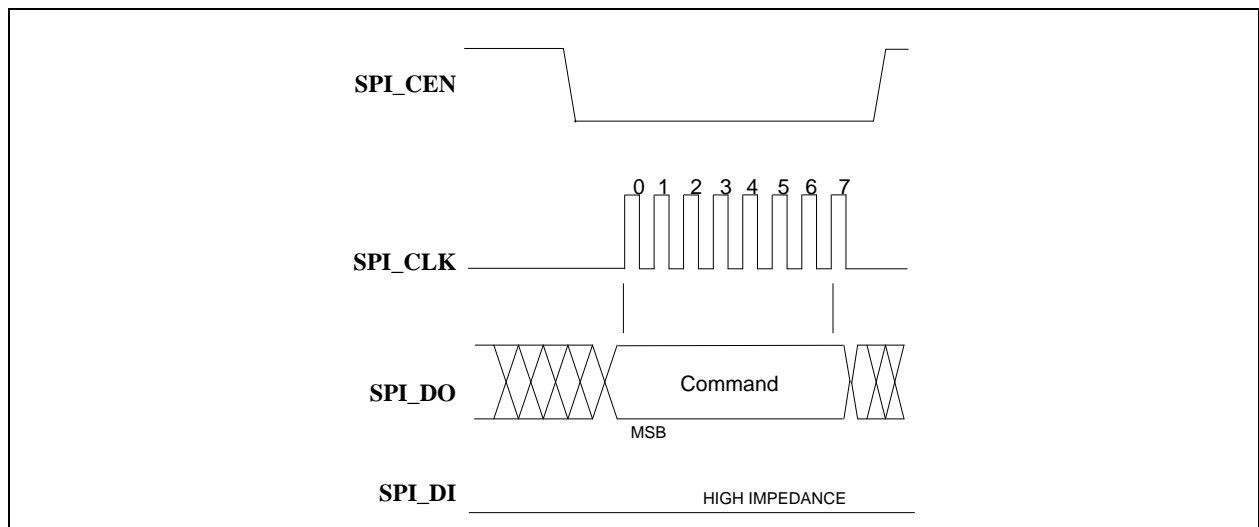 SPI_CEN
0 1 2 3 4 5 6 7
SPI_CLK
SPI_DO
Command
MSB
SPI_DI
HIGH IMPEDANCE